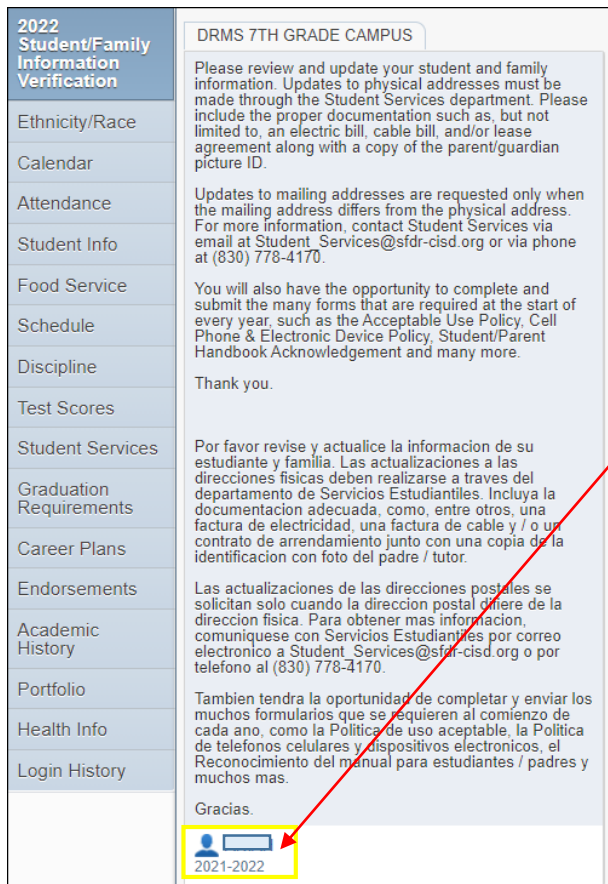 2022
Student/Family
Information
Verification
Ethnicity/Race
Calendar
Attendance
Student Info
Food Service
Schedule
Discipline
Test Scores
Student Services
Graduation
Requirements
Career Plans
Endorsements
Academic
History
Portfolio
Health Info
Login History
DRMS 7TH GRADE CAMPUS
Please review and update your student and family
information. Updates to physical addresses must be
made through the Student Services department. Please
include the proper documentation such as, but not
limited to, an electric bill, cable bill, and/or lease
agreement along with a copy of the parent/guardian
picture ID.
Updates to mailing addresses are requested only when
the mailing address differs from the physical address.
For more information, contact Student Services via
email at Student_Services@sfdr-cisd.org or via phone
at (830) 778-4170.
You will also have the opportunity to complete and
submit the many forms that are required at the start of
every year, such as the Acceptable Use Policy, Cell
Phone & Electronic Device Policy, Student/Parent
Handbook Acknowledgement and many more.
Thank you.
Por favor revise y actualice la informacion de su
estudiante y familia. Las actualizaciones a las
direcciones fisicas deben realizarse a traves del
departamento de Servicios Estudiantiles. Incluya la
documentacion adecuada, como, entre otros, una
factura de electricidad, una factura de cable y / o un
contrato de arrendamiento junto con una copia de la
identificacion con foto del padre / tutor.
Las actualizaciones de las direcciones postales se
solicitan solo cuando la direccion postal difiere de la
direccion fisica. Para obtener mas informacion,
comuniquese con Servicios Estudiantiles por correo
electronico a Student_Services@sfdr-cisd.org o por
telefono al (830) 778-4170.
Tambien tendra la oportunidad de completar y enviar los
muchos formularios que se requieren al comienzo de
cada ano, como la Politica de uso aceptable, la Politica
de telefonos celulares y dispositivos electronicos, el
Reconocimiento del manual para estudiantes / padres y
muchos mas.
Gracias.
2021-2022